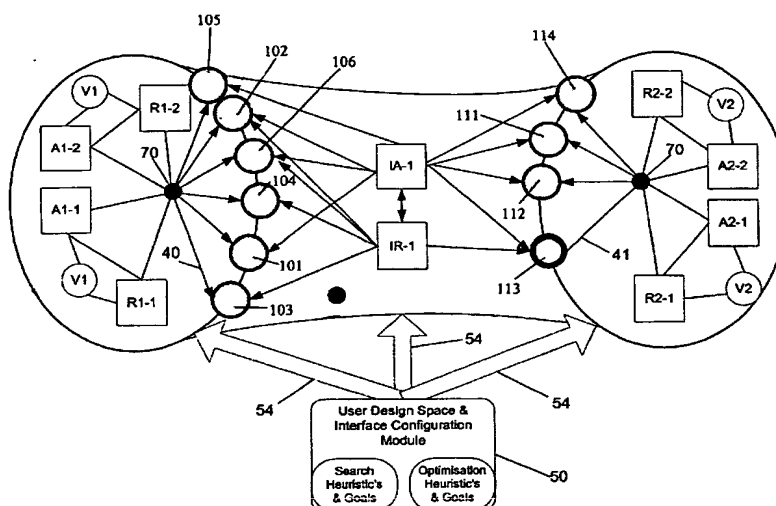 105
102
106
114
111
V1
R1-2
70
A1-2
IA-1
R2-2
V2
70
A2-2
104
112
A1-1
A2-1
40
IR-1
41
V1
R1-1
101
113
R2-1
V2
103
54
54
54
User Design Space &
Interface Configuration
Module
Search
Heuristic's
& Goals
Optimisation
Heuristic's
& Goals
50